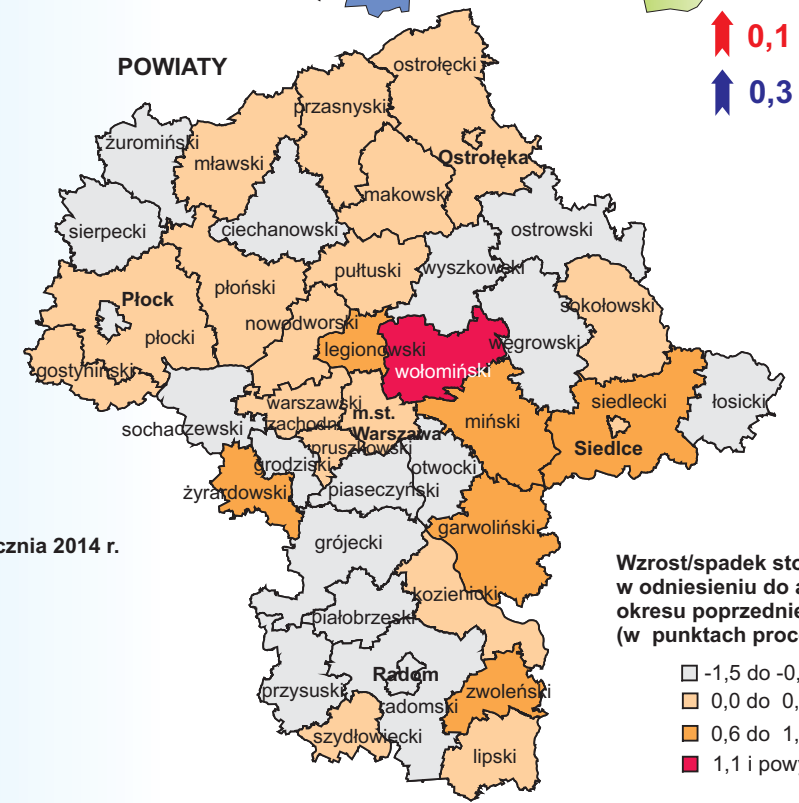 POWIATY
0,1
0,3
ostrołęcki
przasnyski
żuromiński
mławski
Ostrołęka
makowski
sierpecki
ciechanowski
ostrowski
pułtuski
wyszkowski
płoński
Płock
sokołowski
nowodworski
płocki
legionowski
węgrowski
gostyniński
wołomiński
warszawski
zachodni
m.st.
Warszawa
miński
siedlecki
łosicki
sochaczewski
pruszkowski
Siedlce
grodziski
otwocki
żyrardowski
piaseczyński
garwoliński
grójecki
cznia 2014 r.
kozienicki
białobrzeski
Radom
przysuski
radomski
zwoleński
szydłowiecki
lipski
Wzrost/spadek sto
w odniesieniu do a
okresu poprzednie
(w punktach proc
-1,5 do -0,
0,0 do 0,
0,6 do 1,
1,1 i powy